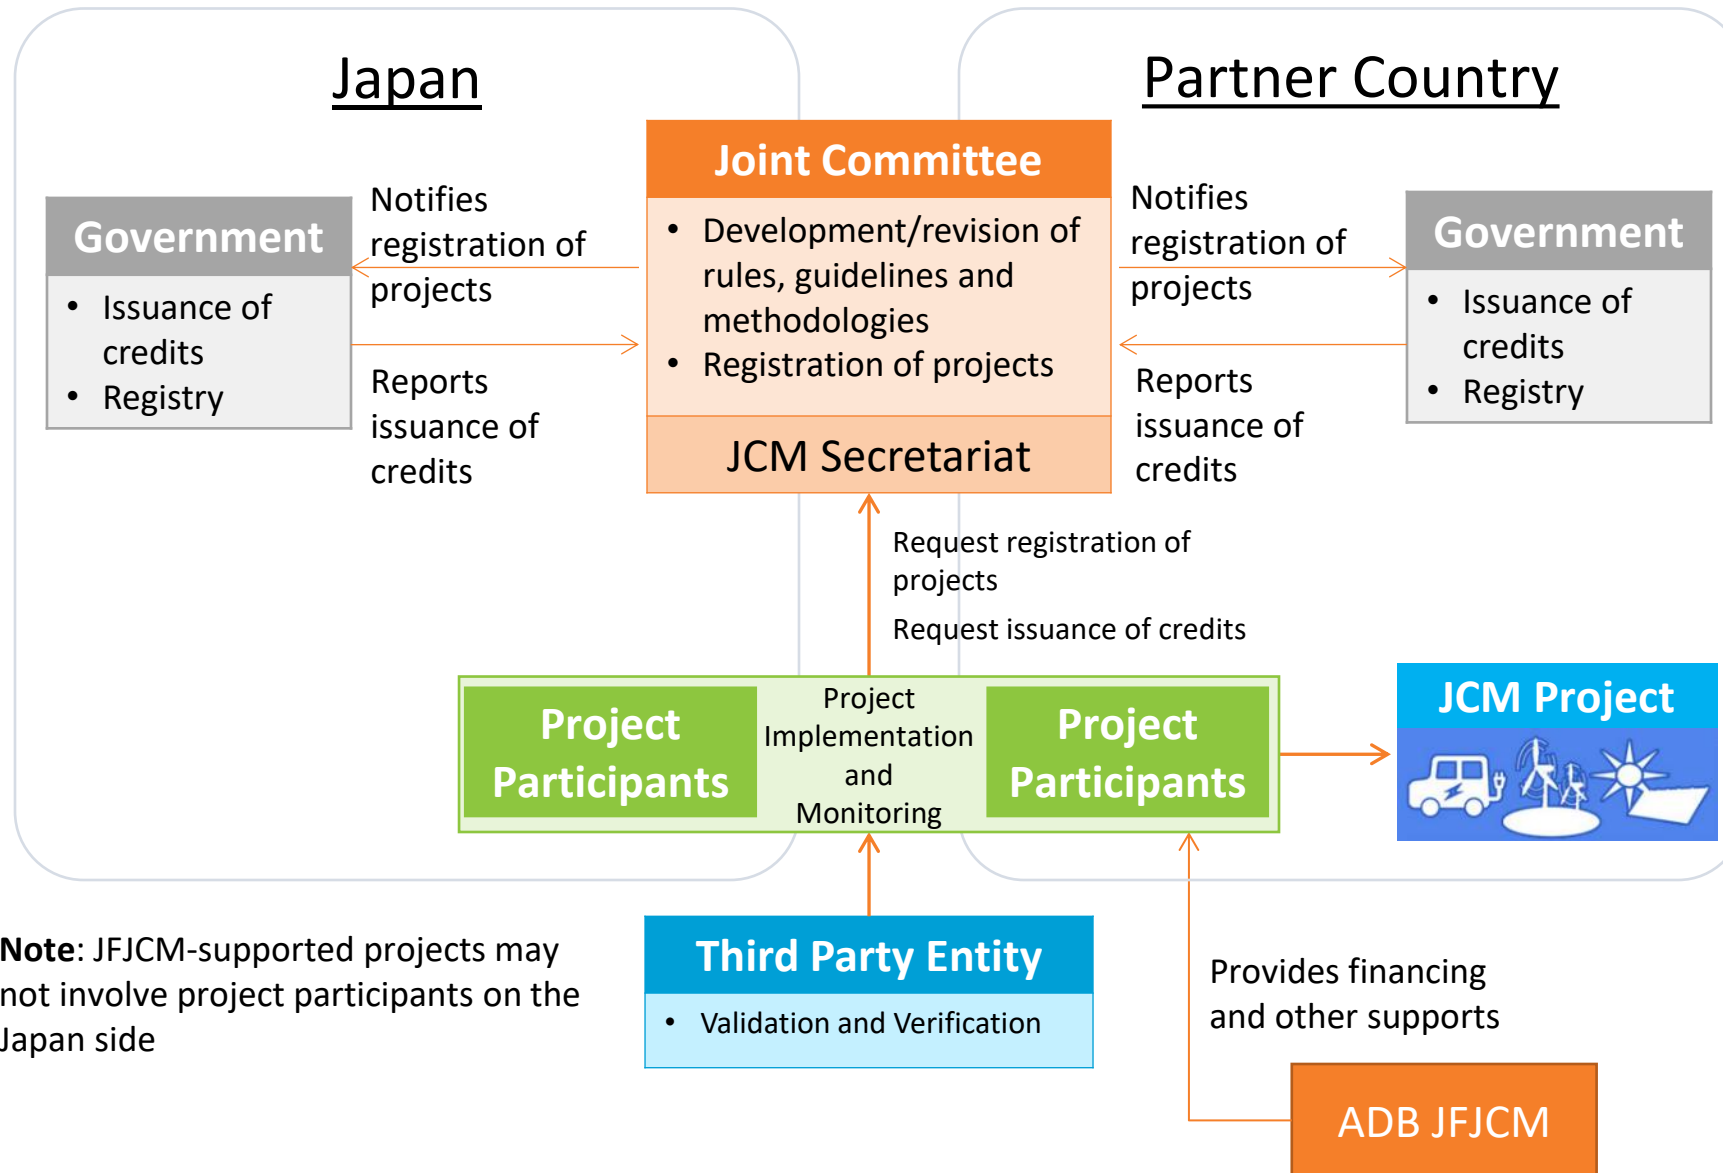 Japan
Partner Country
Joint Committee
• Development/revision of
rules, guidelines and
methodologies
• Registration of projects
JCM Secretariat
Government
• Issuance of
credits
• Registry
Notifies
registration of
projects
Reports
issuance of
credits
Notifies
registration of
projects
Reports
issuance of
credits
Government
• Issuance of
credits
• Registry
Request registration of
projects
Request issuance of credits
Project
Participants
Project
Implementation
and
Monitoring
Project
Participants
JCM Project
Note: JFJCM-supported projects may
not involve project participants on the
Japan side
Third Party Entity
• Validation and Verification
Provides financing
and other supports
ADB JFJCM